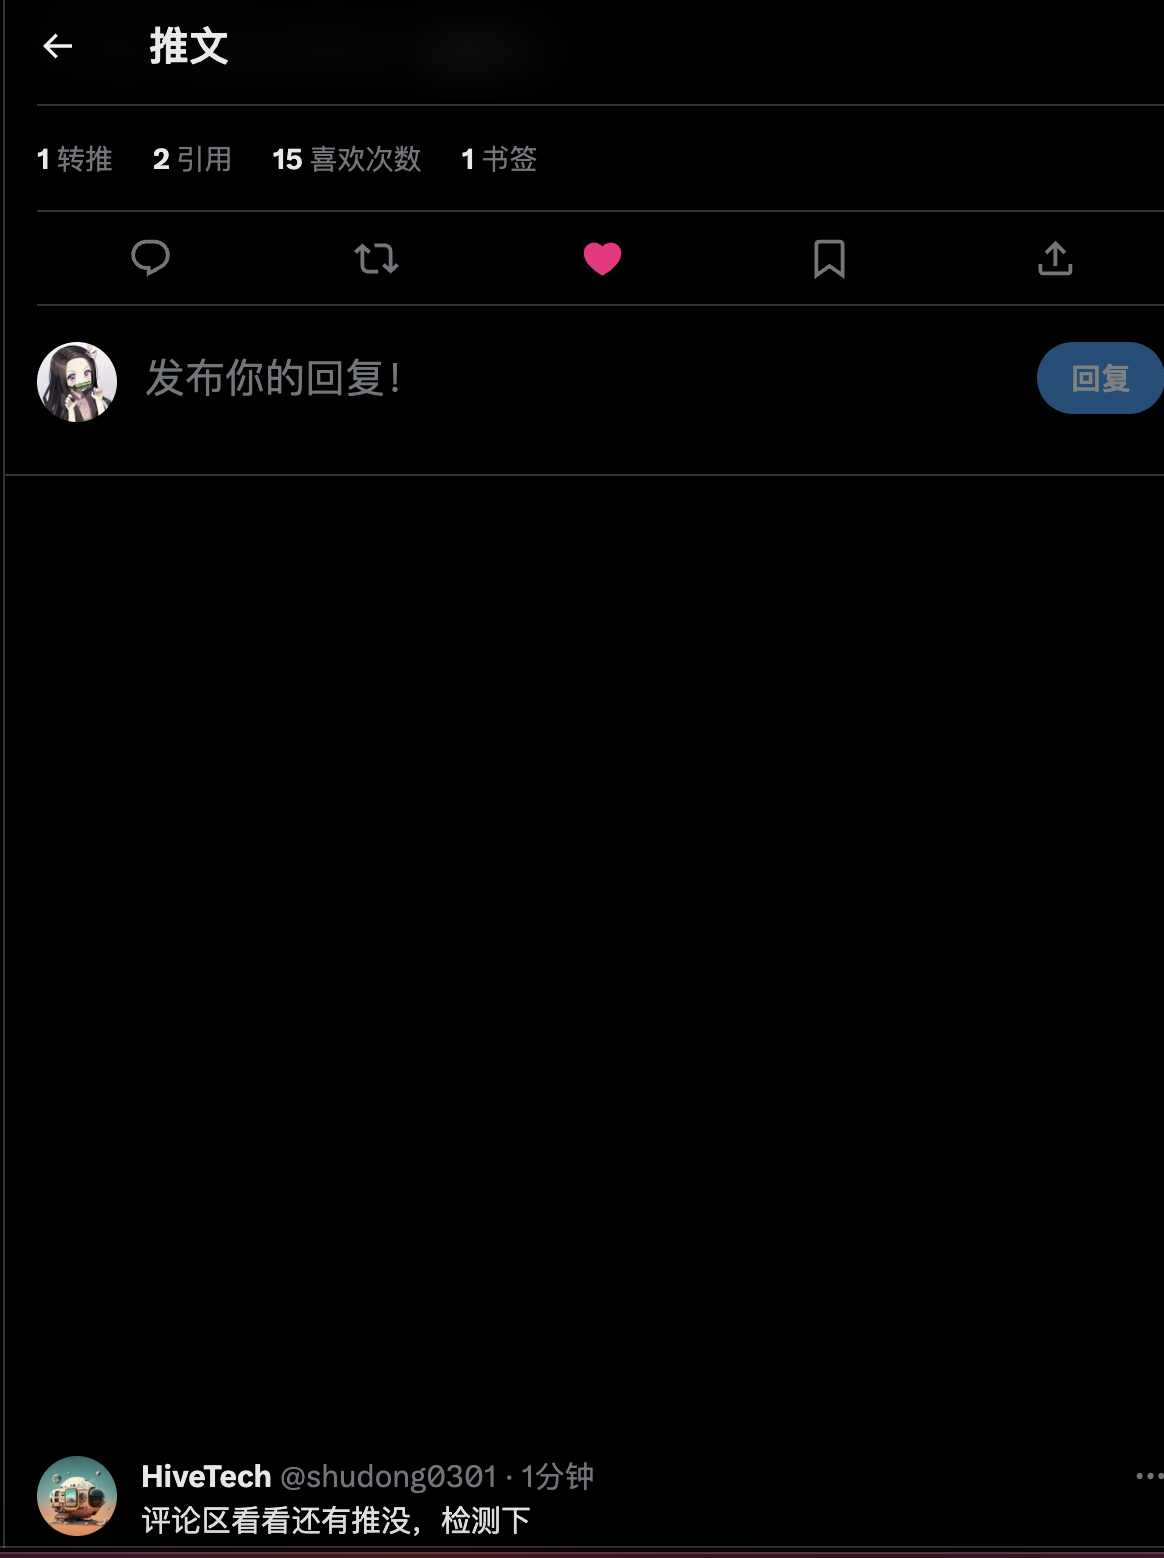 推文
1 转推 2 引用 15 喜欢次数 1 书签
发布你的回复！
回复
HiveTech @shudong0301 · 1分钟
评论区看看还有推没，检测下